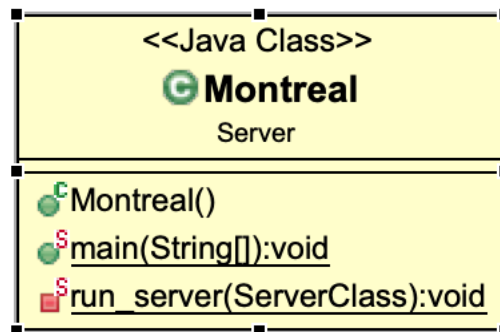 <<Java Class>>
C Montreal
Server
C Montreal()
S main(String[]):void
S run_server(ServerClass):void